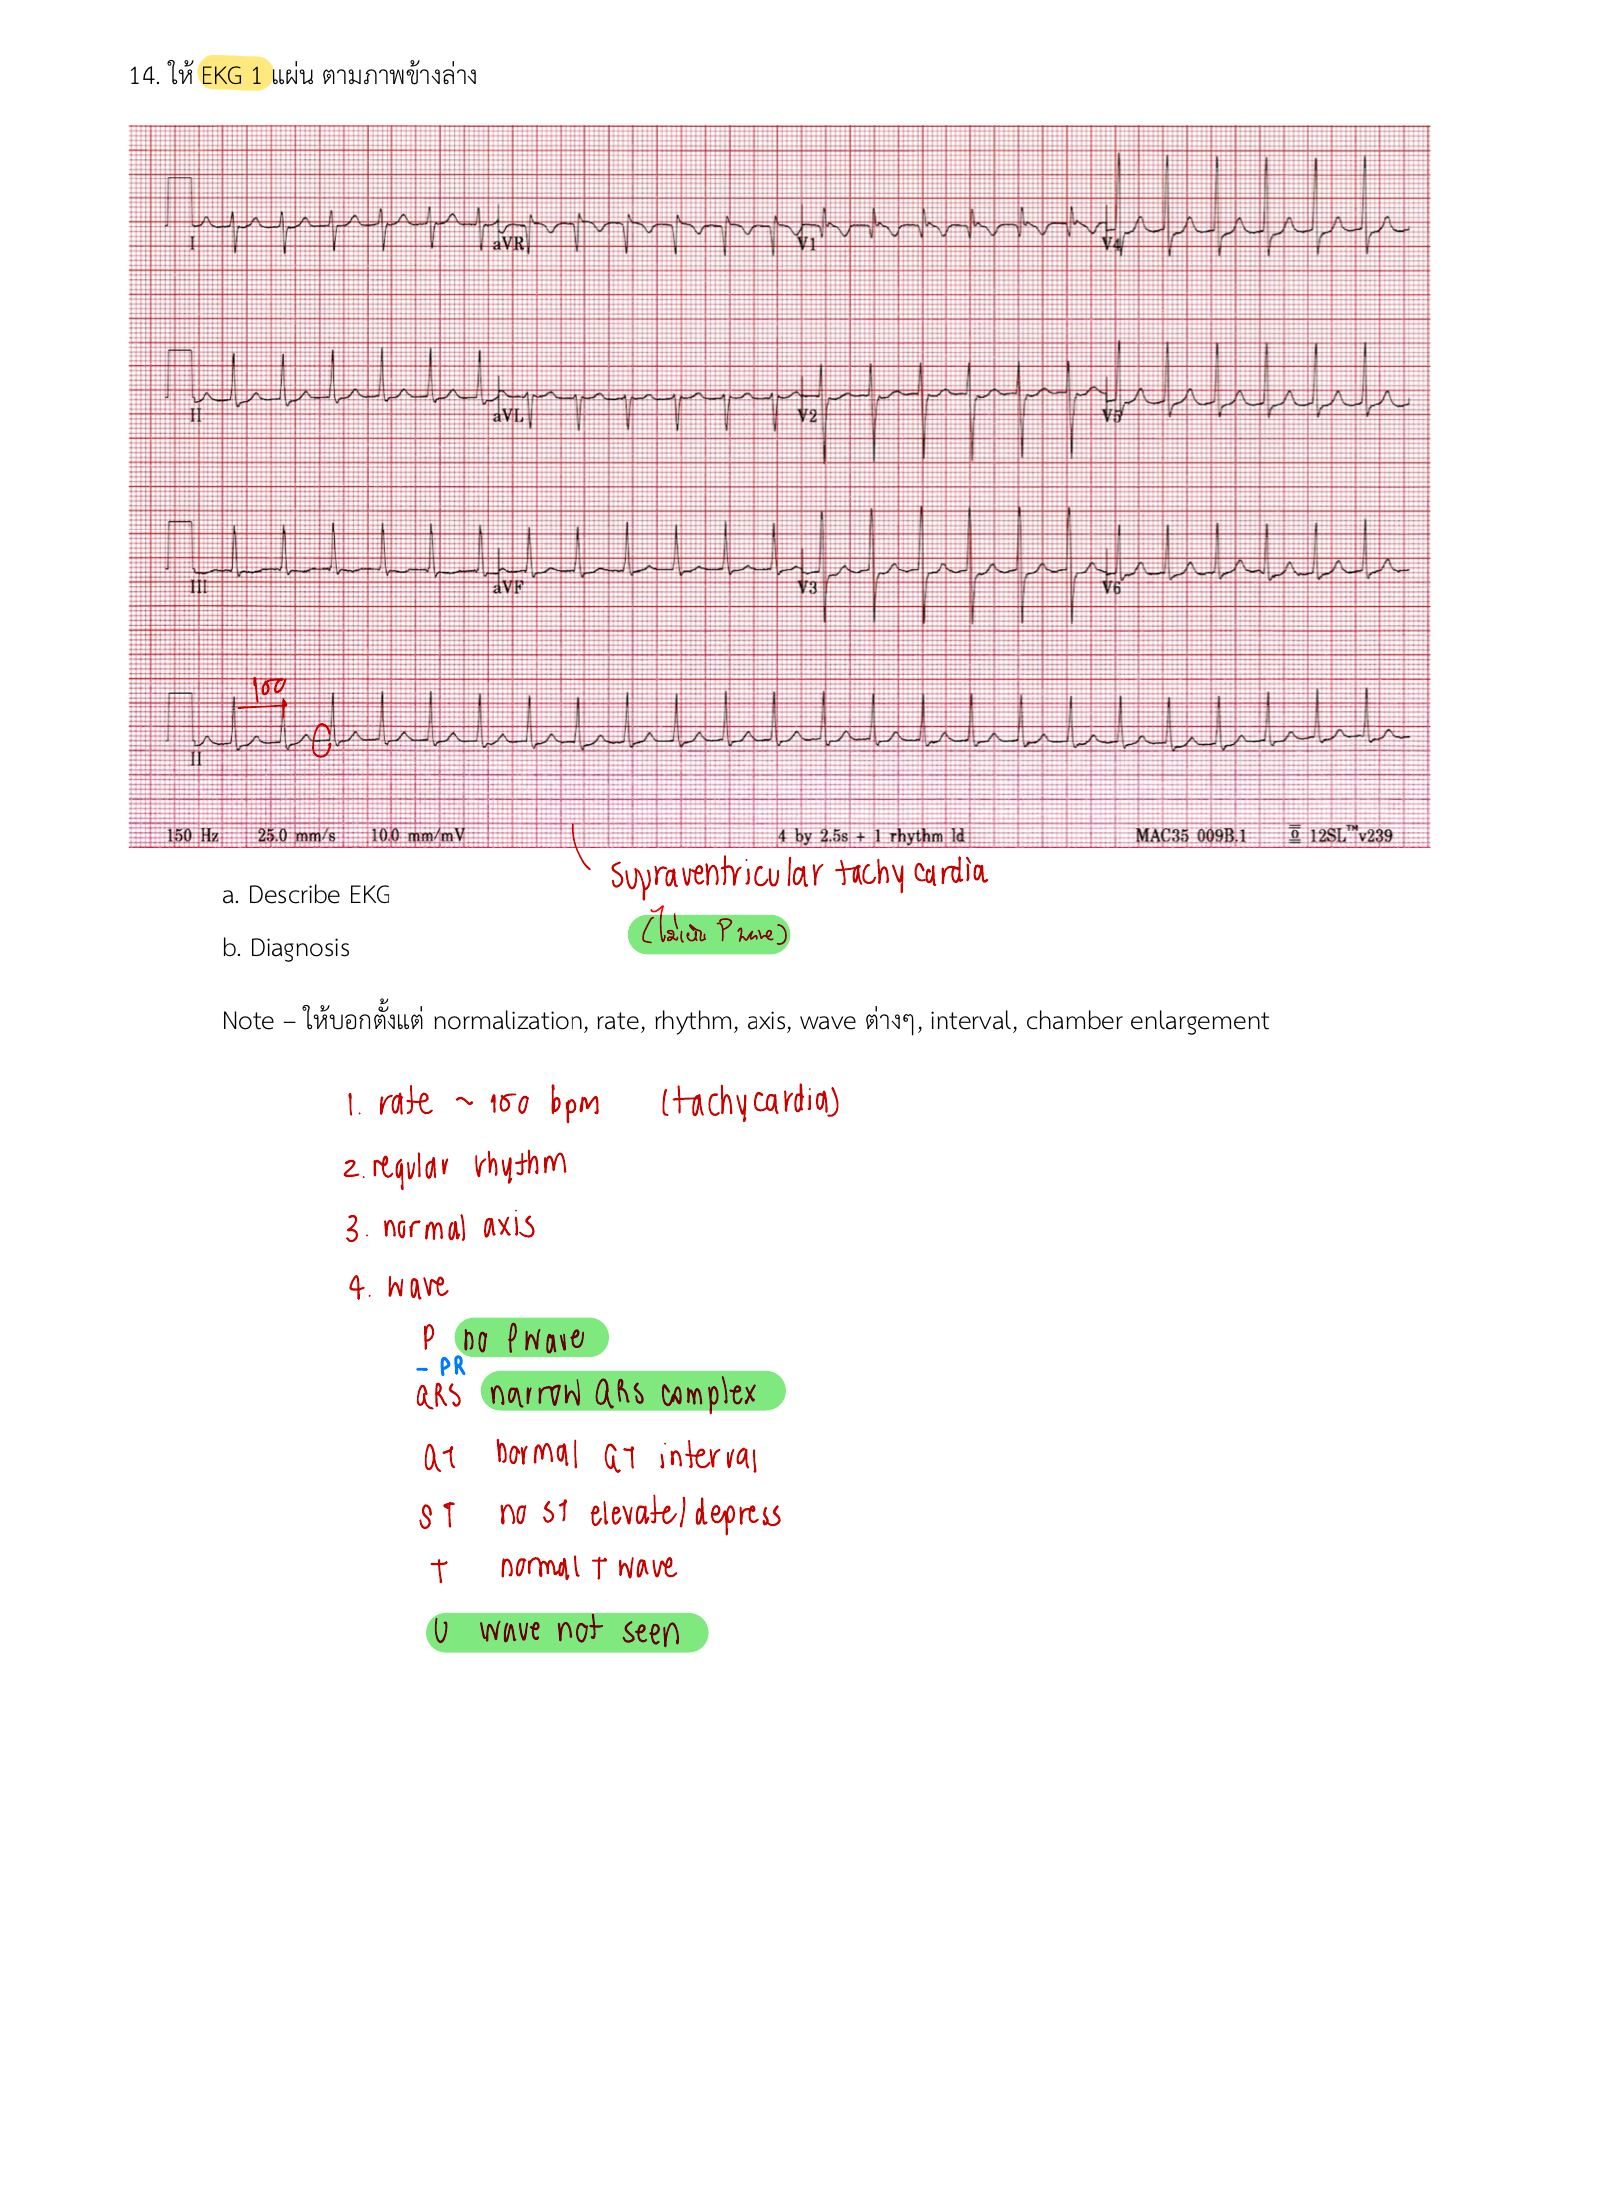 14. ให้ EKG 1 แผ่น ตามภาพข้างล่าง
I aVR V1 V4
II aVL V2 V5
III aVF V3 V6
150
II
150 Hz 25.0 mm/s 10.0 mm/mV 4 by 2.5s + 1 rhythm ld MAC35 009B.1 12SL™v239
supraventricular tachycardia
a. Describe EKG
(ไม่เห็น P wave)
b. Diagnosis
Note – ให้บอกตั้งแต่ normalization, rate, rhythm, axis, wave ต่างๆ, interval, chamber enlargement
1. rate ~ 150 bpm (tachycardia)
2. regular rhythm
3. normal axis
4. wave
P no P wave
- PR
QRS narrow QRS complex
QT normal QT interval
ST no ST elevate/depress
T normal T wave
U wave not seen